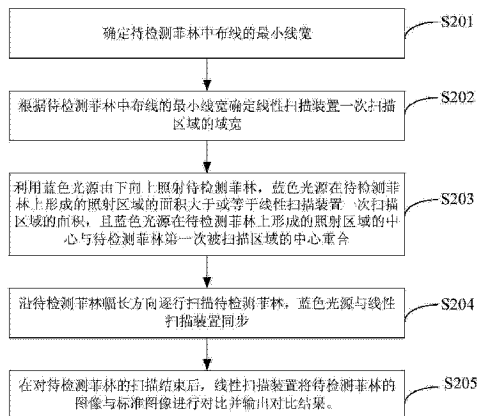 确定待检测菲林中布线的最小线宽
S201
根据待检测菲林中布线的最小线宽确定线性扫描装置一次扫描
区域的域宽
S202
利用蓝色光源由下向上照射待检测菲林，蓝色光源在待检测菲
林上形成的照射区域的面积大于或等于线性扫描装置一次扫描
区域的面积，且蓝色光源在待检测菲林上形成的照射区域的中
心与待检测菲林第一次被扫描区域的中心重合
S203
沿待检测菲林幅长方向逐行扫描待检测菲林，蓝色光源与线性
扫描装置同步
S204
在对待检测菲林的扫描结束后，线性扫描装置将待检测菲林的
图像与标准图像进行对比并输出对比结果。
S205